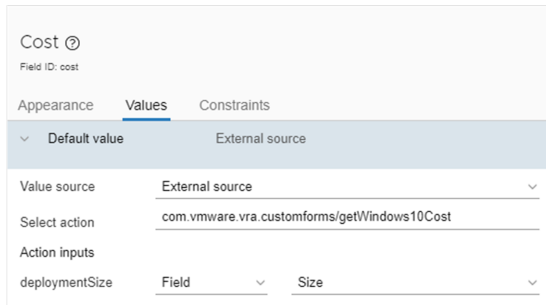 Cost
Field ID: cost
Appearance Values Constraints
Default value External source
Value source External source
Select action com.vmware.vra.customforms/getWindows10Cost
Action inputs
deploymentSize Field Size